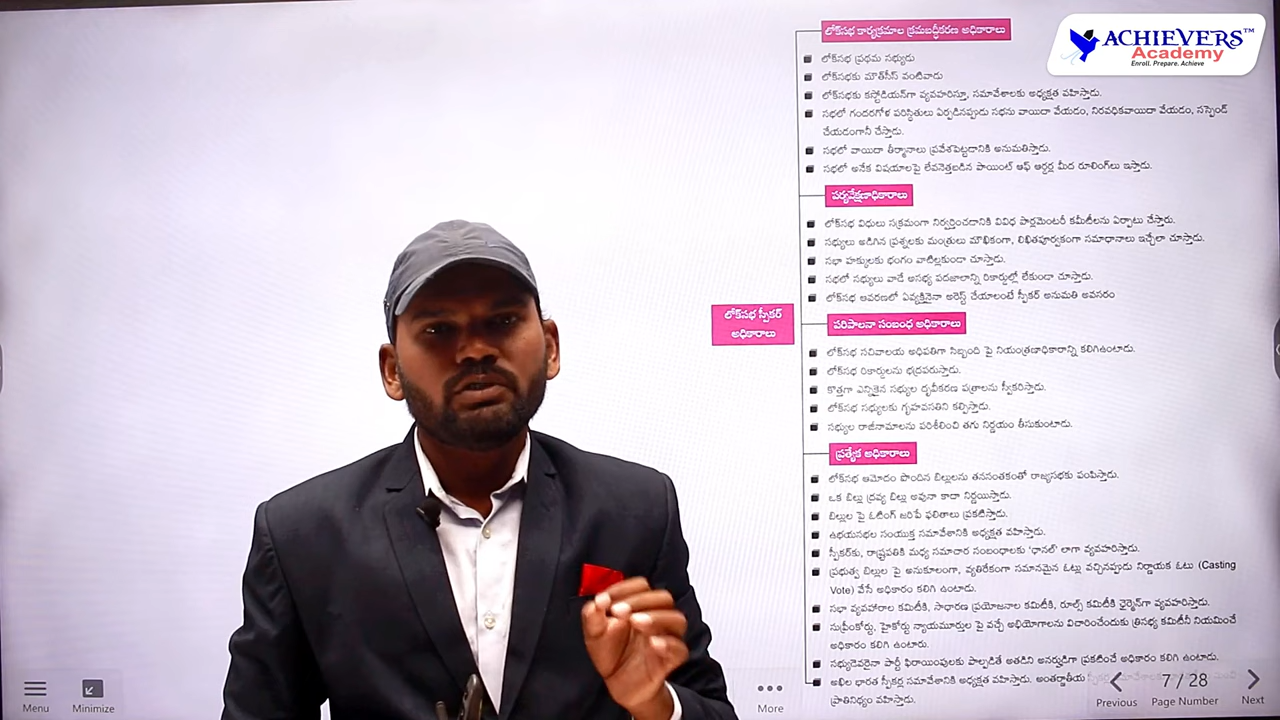 ACHIEVERS™
Academy
Enroll. Prepare. Achieve
లోక్‌సభ స్పీకర్
అధికారాలు
లోక్‌సభ కార్యక్రమాల క్రమబద్ధీకరణ అధికారాలు
లోక్‌సభ ప్రథమ సభ్యుడు
లోక్‌సభకు మౌత్‌పీస్ వంటివాడు
లోక్‌సభకు కస్టోడియన్‌గా వ్యవహరిస్తూ, సమావేశాలకు అధ్యక్షత వహిస్తాడు.
సభలో గందరగోళ పరిస్థితులు ఏర్పడినప్పుడు సభను వాయిదా వేయడం, నిరవధికవాయిదా వేయడం, సస్పెండ్
చేయడంగానీ చేస్తాడు.
సభలో వాయిదా తీర్మానాలు ప్రవేశపెట్టడానికి అనుమతిస్తాడు.
సభలో అనేక విషయాలపై లేవనెత్తబడిన పాయింట్ ఆఫ్ ఆర్డర్ల మీద రూలింగ్‌లు ఇస్తాడు.
పర్యవేక్షణాధికారాలు
లోక్‌సభ విధులు సక్రమంగా నిర్వర్తించడానికి వివిధ పార్లమెంటరీ కమిటీలను ఏర్పాటు చేస్తారు.
సభ్యులు అడిగిన ప్రశ్నలకు మంత్రులు మౌఖికంగా, లిఖితపూర్వకంగా సమాధానాలు ఇచ్చేలా చూస్తాడు.
సభా హక్కులకు భంగం వాటిల్లకుండా చూస్తాడు.
సభలో సభ్యులు వాడే అసభ్య పదజాలాన్ని రికార్డుల్లో లేకుండా చూస్తాడు.
లోక్‌సభ ఆవరణలో ఏవ్యక్తినైనా అరెస్ట్ చేయాలంటే స్పీకర్ అనుమతి అవసరం
పరిపాలనా సంబంధ అధికారాలు
లోక్‌సభ సచివాలయ అధిపతిగా సిబ్బంది పై నియంత్రణాధికారాన్ని కలిగిఉంటాడు.
లోక్‌సభ రికార్డులను భద్రపరుస్తాడు.
కొత్తగా ఎన్నికైన సభ్యుల ధృవీకరణ పత్రాలను స్వీకరిస్తాడు.
లోక్‌సభ సభ్యులకు గృహవసతిని కల్పిస్తాడు.
సభ్యుల రాజీనామాలను పరిశీలించి తగు నిర్ణయం తీసుకుంటాడు.
ప్రత్యేక అధికారాలు
లోక్‌సభ ఆమోదం పొందిన బిల్లులను తనసంతకంతో రాజ్యసభకు పంపిస్తాడు.
ఒక బిల్లు ద్రవ్య బిల్లు అవునా కాదా నిర్ణయిస్తాడు.
బిల్లుల పై ఓటింగ్ జరిపే ఫలితాలు ప్రకటిస్తాడు.
ఉభయసభల సంయుక్త సమావేశానికి అధ్యక్షత వహిస్తాడు.
స్పీకర్‌కు, రాష్ట్రపతికి మధ్య సమాచార సంబంధాలకు 'ఛానల్' లాగా వ్యవహరిస్తాడు.
ప్రభుత్వ బిల్లుల పై అనుకూలంగా, వ్యతిరేకంగా సమానమైన ఓట్లు వచ్చినప్పుడు నిర్ణాయక ఓటు (Casting
Vote) వేసే అధికారం కలిగి ఉంటాడు.
సభా వ్యవహారాల కమిటీకి, సాధారణ ప్రయోజనాల కమిటీకి, రూల్స్ కమిటీకి ఛైర్మెన్‌గా వ్యవహరిస్తాడు.
సుప్రీంకోర్టు, హైకోర్టు న్యాయమూర్తుల పై వచ్చే అభియోగాలను విచారించేందుకు త్రిసభ్య కమిటీనీ నియమించే
అధికారం కలిగి ఉంటారు.
సభ్యుడెవరైనా పార్టీ ఫిరాయింపులకు పాల్పడితే అతడిని అనర్హుడిగా ప్రకటించే అధికారం కలిగి ఉంటాడు.
అఖిల భారత స్పీకర్ల సమావేశానికి అధ్యక్షత వహిస్తాడు. అంతర్జాతీయ
ప్రాతినిధ్యం వహిస్తాడు.
Menu
Minimize
More
Previous
7 / 28
Page Number
Next